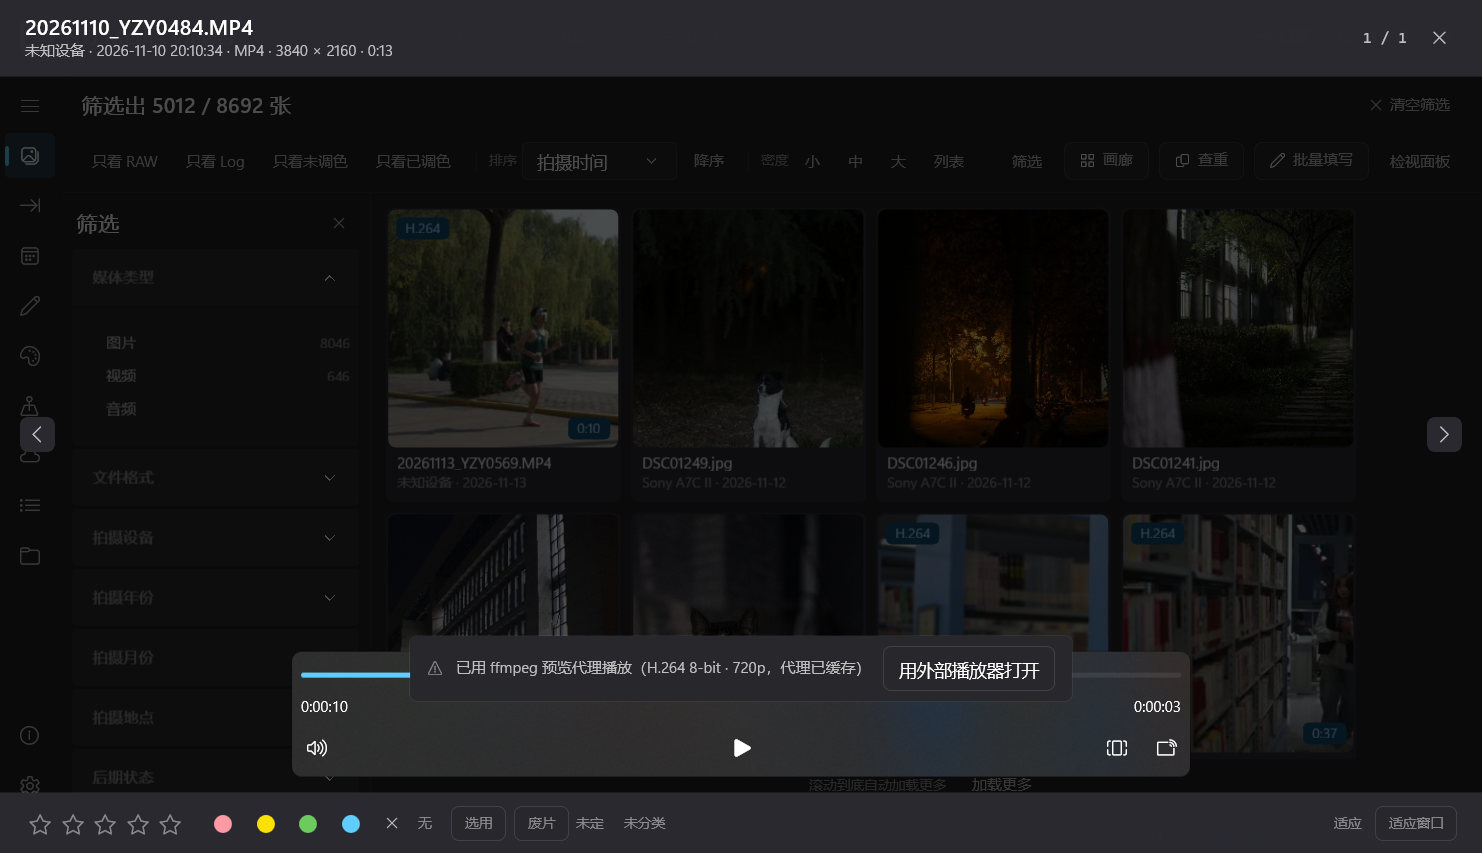 20261110_YZY0484.MP4
未知设备 · 2026-11-10 20:10:34 · MP4 · 3840 × 2160 · 0:13
1 / 1
筛选出 5012 / 8692 张
清空筛选
只看 RAW 只看 Log 只看未调色 只看已调色 排序 拍摄时间 降序 密度 小 中 大 列表 筛选 画廊 查重 批量填写 检视面板
筛选
媒体类型
图片 8046
视频 646
音频
文件格式
拍摄设备
拍摄年份
拍摄月份
拍摄地点
后期状态
H.264
0:10
20261113_YZY0569.MP4
未知设备 · 2026-11-13
DSC01249.jpg
Sony A7C II · 2026-11-12
DSC01246.jpg
Sony A7C II · 2026-11-12
DSC01241.jpg
Sony A7C II · 2026-11-12
H.264
H.264
0:37
已用 ffmpeg 预览代理播放（H.264 8-bit · 720p，代理已缓存）
用外部播放器打开
0:00:10
0:00:03
滚动到底自动加载更多 加载更多
无 选用 废片 未定 未分类 适应 适应窗口